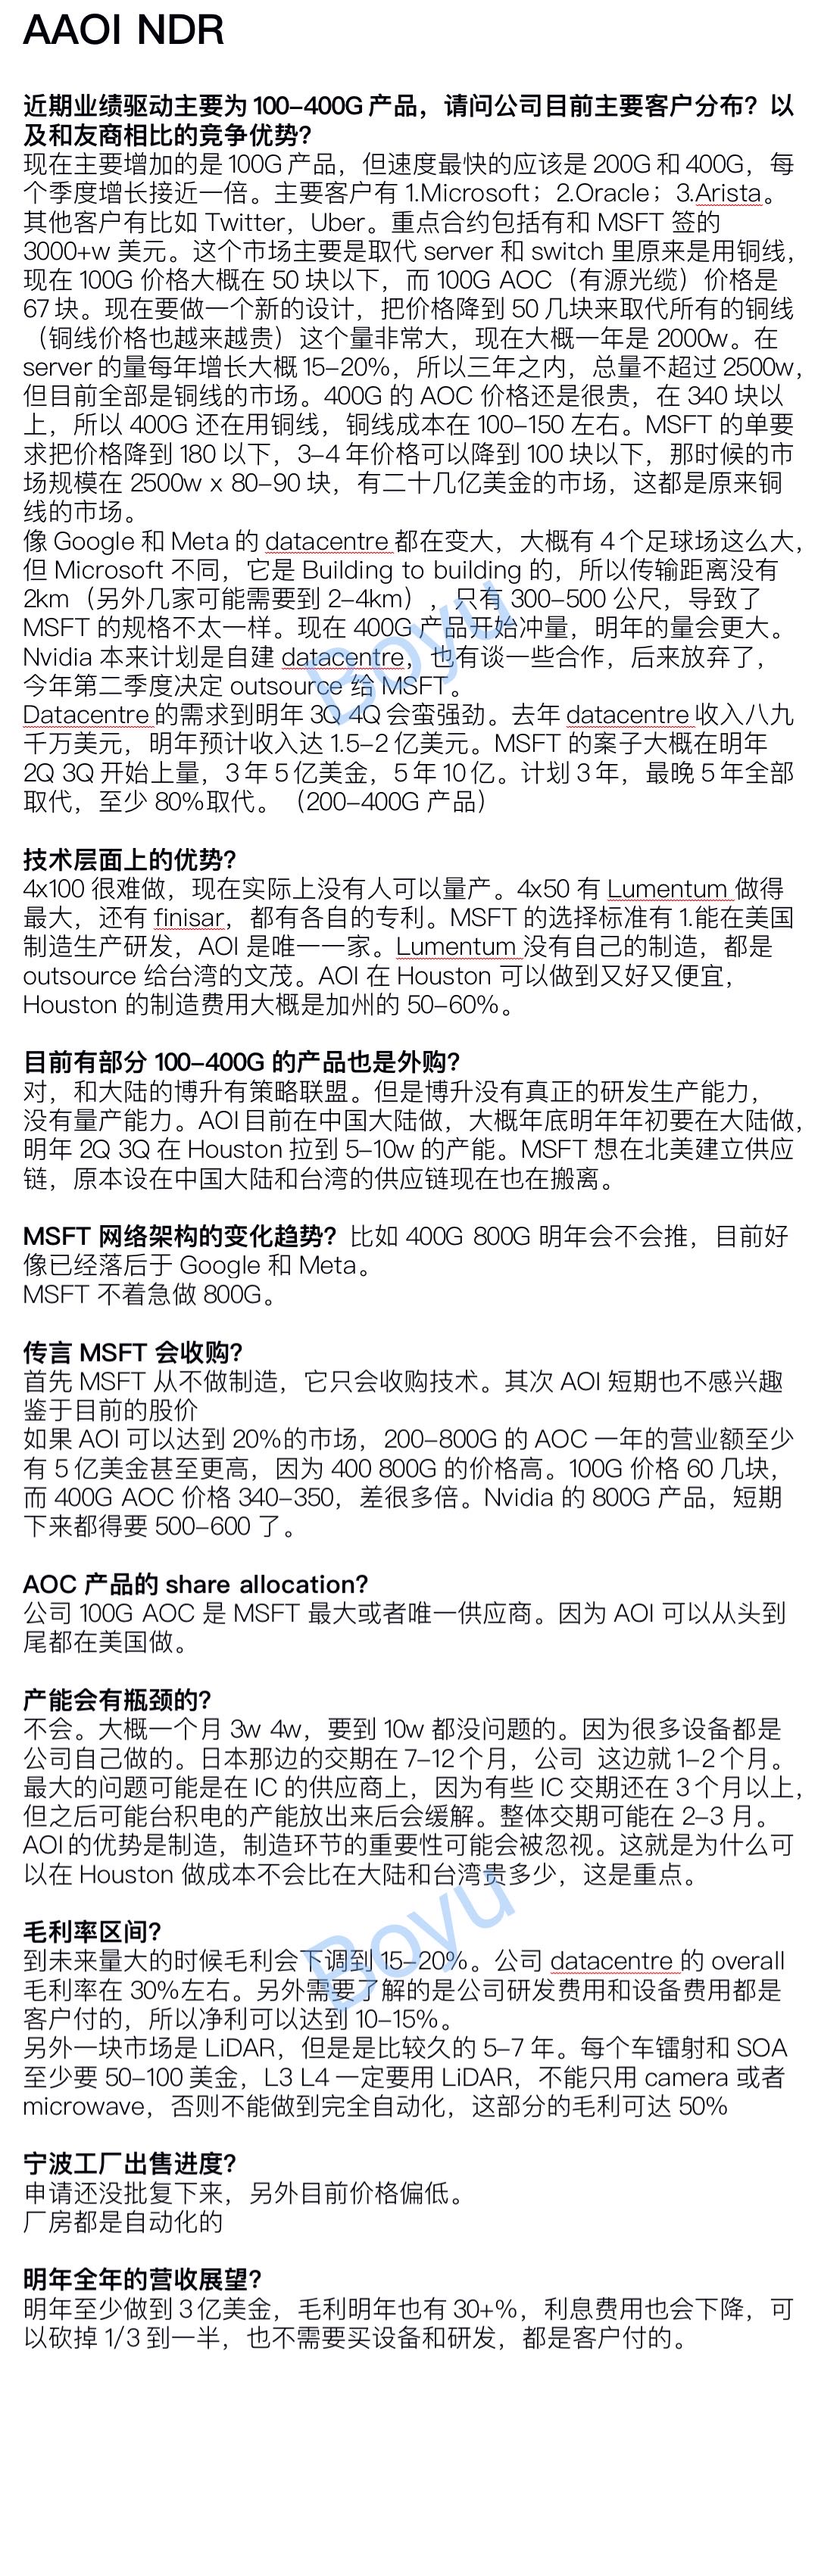 AAOI NDR
近期业绩驱动主要为 100–400G 产品，请问公司目前主要客户分布？以
及和友商相比的竞争优势？
现在主要增加的是 100G 产品，但速度最快的应该是 200G 和 400G，每
个季度增长接近一倍。主要客户有 1.Microsoft；2.Oracle；3.Arista。
其他客户有比如 Twitter，Uber。重点合约包括有和 MSFT 签的
3000+w 美元。这个市场主要是取代 server 和 switch 里原来是用铜线，
现在 100G 价格大概在 50 块以下，而 100G AOC（有源光缆）价格是
67 块。现在要做一个新的设计，把价格降到 50 几块来取代所有的铜线
（铜线价格也越来越贵）这个量非常大，现在大概一年是 2000w。在
server 的量每年增长大概 15–20%，所以三年之内，总量不超过 2500w，
但目前全部是铜线的市场。400G 的 AOC 价格还是很贵，在 340 块以
上，所以 400G 还在用铜线，铜线成本在 100–150 左右。MSFT 的单要
求把价格降到 180 以下，3–4 年价格可以降到 100 块以下，那时候的市
场规模在 2500w x 80–90 块，有二十几亿美金的市场，这都是原来铜
线的市场。
像 Google 和 Meta 的 datacentre 都在变大，大概有 4 个足球场这么大，
但 Microsoft 不同，它是 Building to building 的，所以传输距离没有
2km（另外几家可能需要到 2–4km），只有 300–500 公尺，导致了
MSFT 的规格不太一样。现在 400G 产品开始冲量，明年的量会更大。
Nvidia 本来计划是自建 datacentre，也有谈一些合作，后来放弃了，
今年第二季度决定 outsource 给 MSFT。
Datacentre 的需求到明年 3Q 4Q 会蛮强劲。去年 datacentre 收入八九
千万美元，明年预计收入达 1.5–2 亿美元。MSFT 的案子大概在明年
2Q 3Q 开始上量，3 年 5 亿美金，5 年 10 亿。计划 3 年，最晚 5 年全部
取代，至少 80%取代。（200–400G 产品）
技术层面上的优势？
4x100 很难做，现在实际上没有人可以量产。4x50 有 Lumentum 做得
最大，还有 finisar，都有各自的专利。MSFT 的选择标准有 1.能在美国
制造生产研发，AOI 是唯一一家。Lumentum 没有自己的制造，都是
outsource 给台湾的文茂。AOI 在 Houston 可以做到又好又便宜，
Houston 的制造费用大概是加州的 50–60%。
目前有部分 100–400G 的产品也是外购？
对，和大陆的博升有策略联盟。但是博升没有真正的研发生产能力，
没有量产能力。AOI 目前在中国大陆做，大概年底明年年初要在大陆做，
明年 2Q 3Q 在 Houston 拉到 5–10w 的产能。MSFT 想在北美建立供应
链，原本设在中国大陆和台湾的供应链现在也在搬离。
MSFT 网络架构的变化趋势？比如 400G 800G 明年会不会推，目前好
像已经落后于 Google 和 Meta。
MSFT 不着急做 800G。
传言 MSFT 会收购？
首先 MSFT 从不做制造，它只会收购技术。其次 AOI 短期也不感兴趣
鉴于目前的股价
如果 AOI 可以达到 20%的市场，200–800G 的 AOC 一年的营业额至少
有 5 亿美金甚至更高，因为 400 800G 的价格高。100G 价格 60 几块，
而 400G AOC 价格 340–350，差很多倍。Nvidia 的 800G 产品，短期
下来都得要 500–600 了。
AOC 产品的 share allocation？
公司 100G AOC 是 MSFT 最大或者唯一供应商。因为 AOI 可以从头到
尾都在美国做。
产能会有瓶颈的？
不会。大概一个月 3w 4w，要到 10w 都没问题的。因为很多设备都是
公司自己做的。日本那边的交期在 7–12 个月，公司 这边就 1–2 个月。
最大的问题可能是在 IC 的供应商上，因为有些 IC 交期还在 3 个月以上，
但之后可能台积电的产能放出来后会缓解。整体交期可能在 2–3 月。
AOI 的优势是制造，制造环节的重要性可能会被忽视。这就是为什么可
以在 Houston 做成本不会比在大陆和台湾贵多少，这是重点。
毛利率区间？
到未来量大的时候毛利会下调到 15–20%。公司 datacentre 的 overall
毛利率在 30%左右。另外需要了解的是公司研发费用和设备费用都是
客户付的，所以净利可以达到 10–15%。
另外一块市场是 LiDAR，但是是比较久的 5–7 年。每个车镭射和 SOA
至少要 50–100 美金，L3 L4 一定要用 LiDAR，不能只用 camera 或者
microwave，否则不能做到完全自动化，这部分的毛利可达 50%
宁波工厂出售进度？
申请还没批复下来，另外目前价格偏低。
厂房都是自动化的
明年全年的营收展望？
明年至少做到 3 亿美金，毛利明年也有 30+%，利息费用也会下降，可
以砍掉 1/3 到一半，也不需要买设备和研发，都是客户付的。
Boyu
Boyu